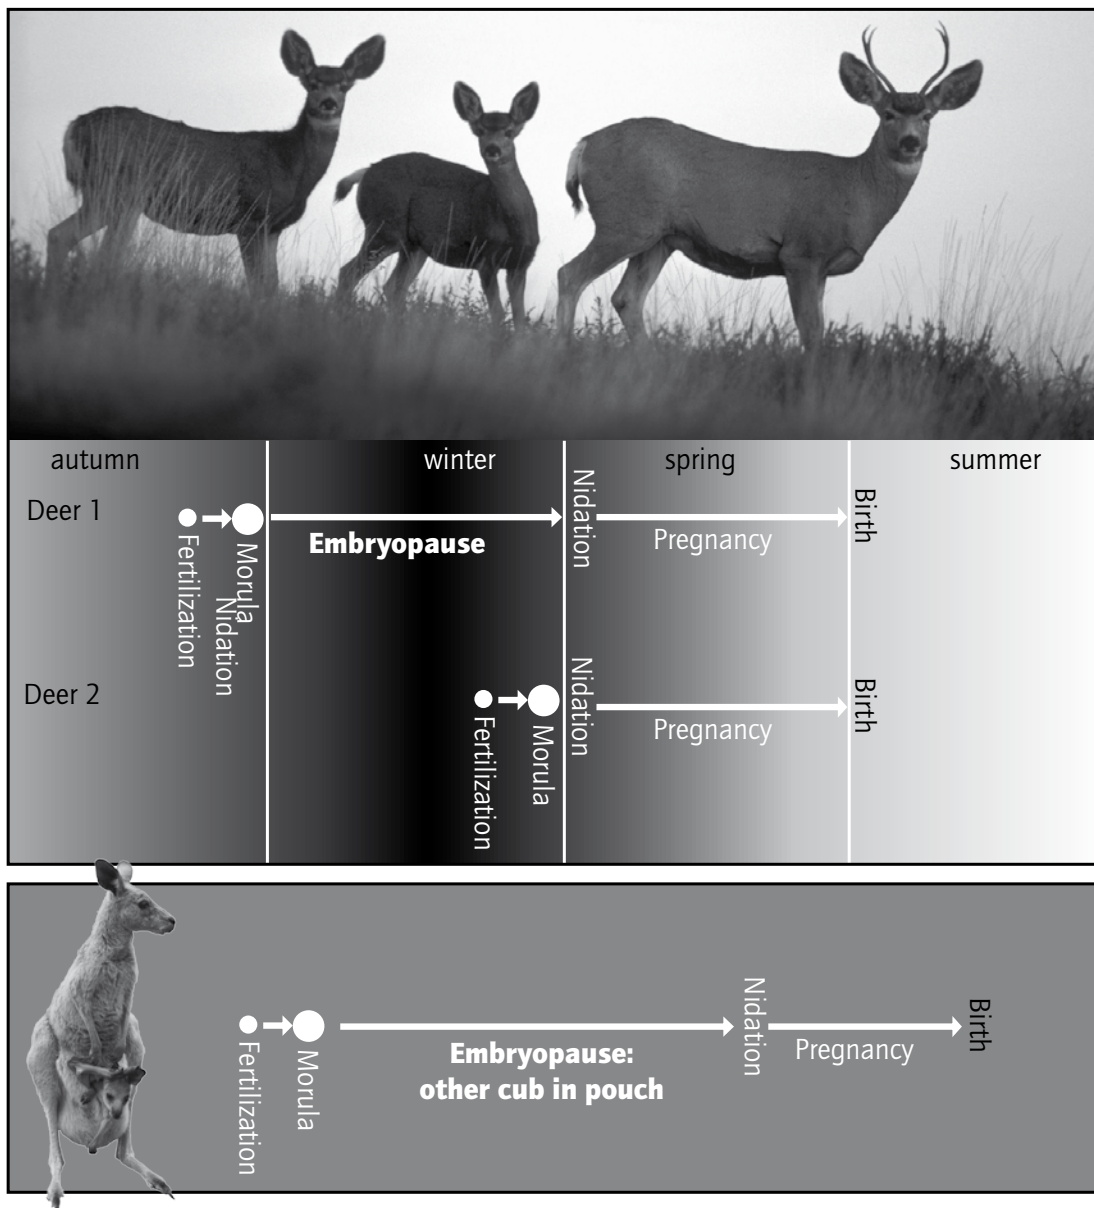 autumn
winter
spring
summer
Deer 1
Fertilization
Morula
Nidation
Embryopause
Nidation
Pregnancy
Birth
Deer 2
Fertilization
Morula
Nidation
Pregnancy
Birth
Fertilization
Morula
Embryopause:
other cub in pouch
Nidation
Pregnancy
Birth